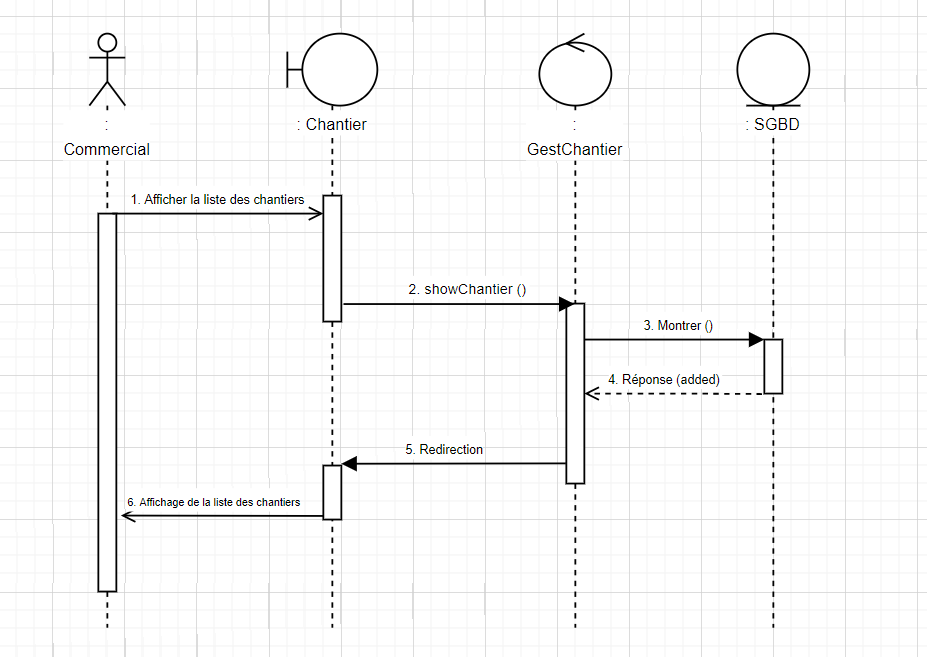 : Chantier
: SGBD
:
Commercial
:
GestChantier
1. Afficher la liste des chantiers
2. showChantier ()
3. Montrer ()
4. Réponse (added)
5. Redirection
6. Affichage de la liste des chantiers